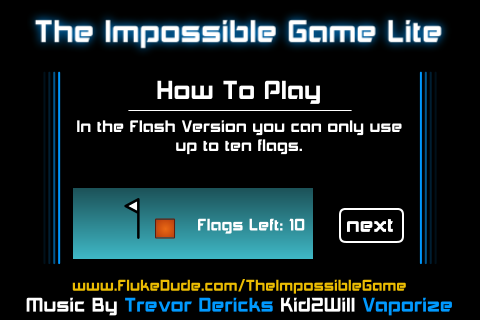 The Impossible Game Lite
How To Play
In the Flash Version you can only use
up to ten flags.
Flags Left: 10
next
www.FlukeDude.com/TheImpossibleGame
Music By Trevor Dericks Kid2Will Vaporize